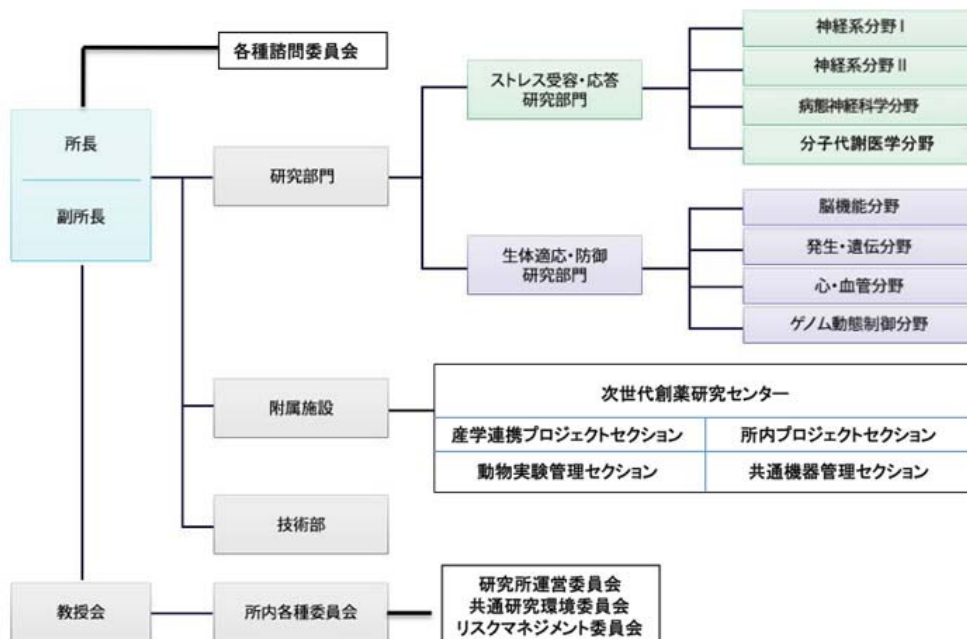 各種諮問委員会
所長
副所長
研究部門
ストレス受容・応答
研究部門
神経系分野Ⅰ
神経系分野Ⅱ
病態神経科学分野
分子代謝医学分野
生体適応・防御
研究部門
脳機能分野
発生・遺伝分野
心・血管分野
ゲノム動態制御分野
附属施設
次世代創薬研究センター
産学連携プロジェクトセクション
所内プロジェクトセクション
動物実験管理セクション
共通機器管理セクション
技術部
教授会
所内各種委員会
研究所運営委員会
共通研究環境委員会
リスクマネジメント委員会